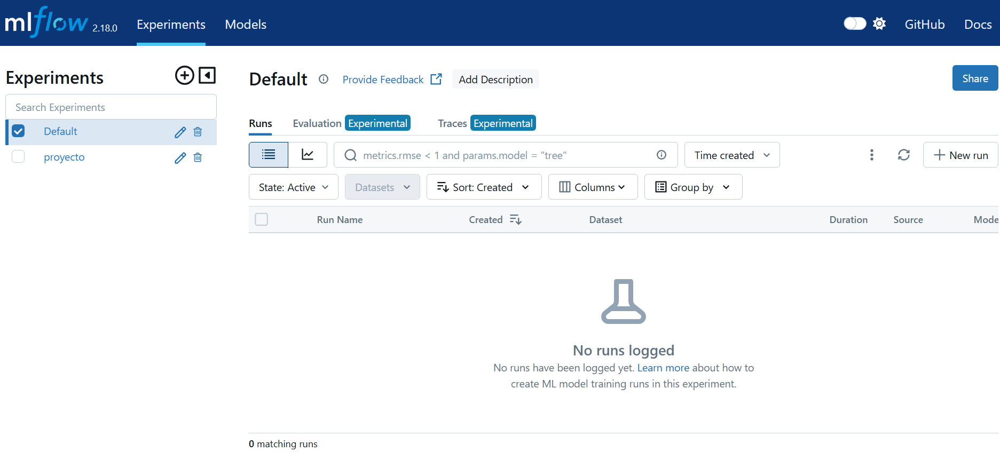 mlflow 2.18.0 Experiments Models GitHub Docs
Experiments
Search Experiments
Default
proyecto
Default Provide Feedback Add Description Share
Runs Evaluation Experimental Traces Experimental
metrics.rmse < 1 and params.model = "tree" Time created New run
State: Active Datasets Sort: Created Columns Group by
Run Name Created Dataset Duration Source Mode
No runs logged
No runs have been logged yet. Learn more about how to
create ML model training runs in this experiment.
0 matching runs